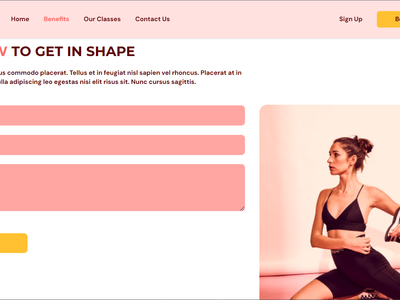 Home Benefits Our Classes Contact Us Sign Up
W TO GET IN SHAPE
us commodo placerat. Tellus et in feugiat nisl sapien vel rhoncus. Placerat at in
ulla adipiscing leo egestas nisi elit risus sit. Nunc cursus sagittis.